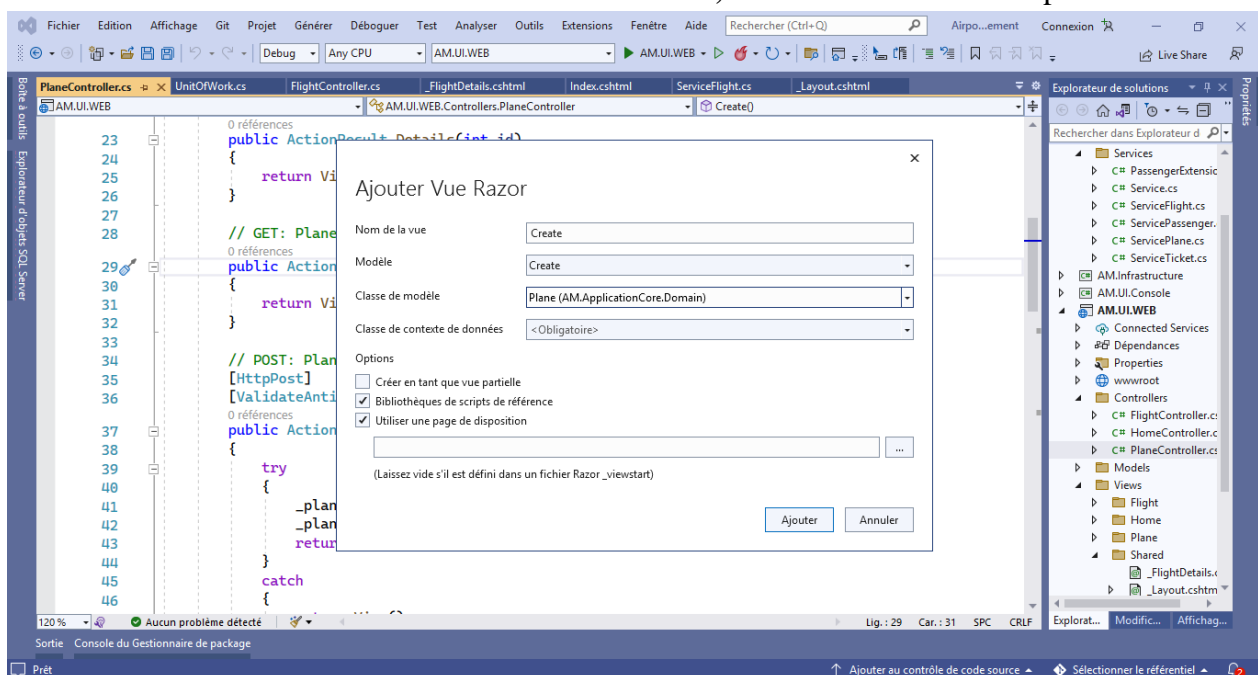 Fichier Edition Affichage Git Projet Générer Déboguer Test Analyser Outils Extensions Fenêtre Aide Rechercher (Ctrl+Q) Airpo...ement Connexion
Debug Any CPU AM.UI.WEB AM.UI.WEB Live Share
PlaneController.cs UnitOfWork.cs FlightController.cs _FlightDetails.cshtml Index.cshtml ServiceFlight.cs _Layout.cshtml
AM.UI.WEB AM.UI.WEB.Controllers.PlaneController Create()
Boîte à outils
Explorateur d'objets SQL Server
0 références
23 public ActionResult Details(int id)
24 {
25 return Vi
26 }
27
28 // GET: Plane
0 références
29 public Action
30 {
31 return Vi
32 }
33
34 // POST: Plan
35 [HttpPost]
36 [ValidateAnti
0 références
37 public Action
38 {
39 try
40 {
41 _plan
42 _plan
43 retur
44 }
45 catch
46 {
Ajouter Vue Razor
Nom de la vue Create
Modèle Create
Classe de modèle Plane (AM.ApplicationCore.Domain)
Classe de contexte de données <Obligatoire>
Options
Créer en tant que vue partielle
Bibliothèques de scripts de référence
Utiliser une page de disposition
...
(Laissez vide s'il est défini dans un fichier Razor _viewstart)
Ajouter Annuler
Explorateur de solutions
Rechercher dans Explorateur d
Services
C# PassengerExtensic
C# Service.cs
C# ServiceFlight.cs
C# ServicePassenger.
C# ServicePlane.cs
C# ServiceTicket.cs
C# AM.Infrastructure
C# AM.UI.Console
AM.UI.WEB
Connected Services
Dépendances
Properties
wwwroot
Controllers
C# FlightController.cs
C# HomeController.c
C# PlaneController.cs
Models
Views
Flight
Home
Plane
Shared
_FlightDetails.c
_Layout.cshtm
Propriétés
120 % Aucun problème détecté Lig. : 29 Car. : 31 SPC CRLF
Explorat... Modific... Affichag...
Sortie Console du Gestionnaire de package
Prêt Ajouter au contrôle de code source Sélectionner le référentiel 2